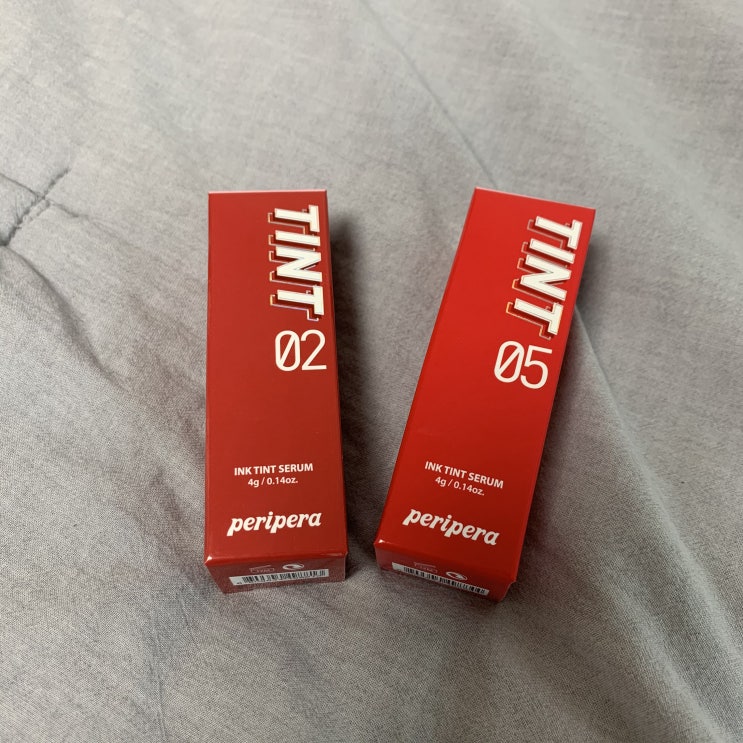 TINT
02
INK TINT SERUM
4g / 0.14oz.
peripera
TINT
05
INK TINT SERUM
4g / 0.14oz.
peripera